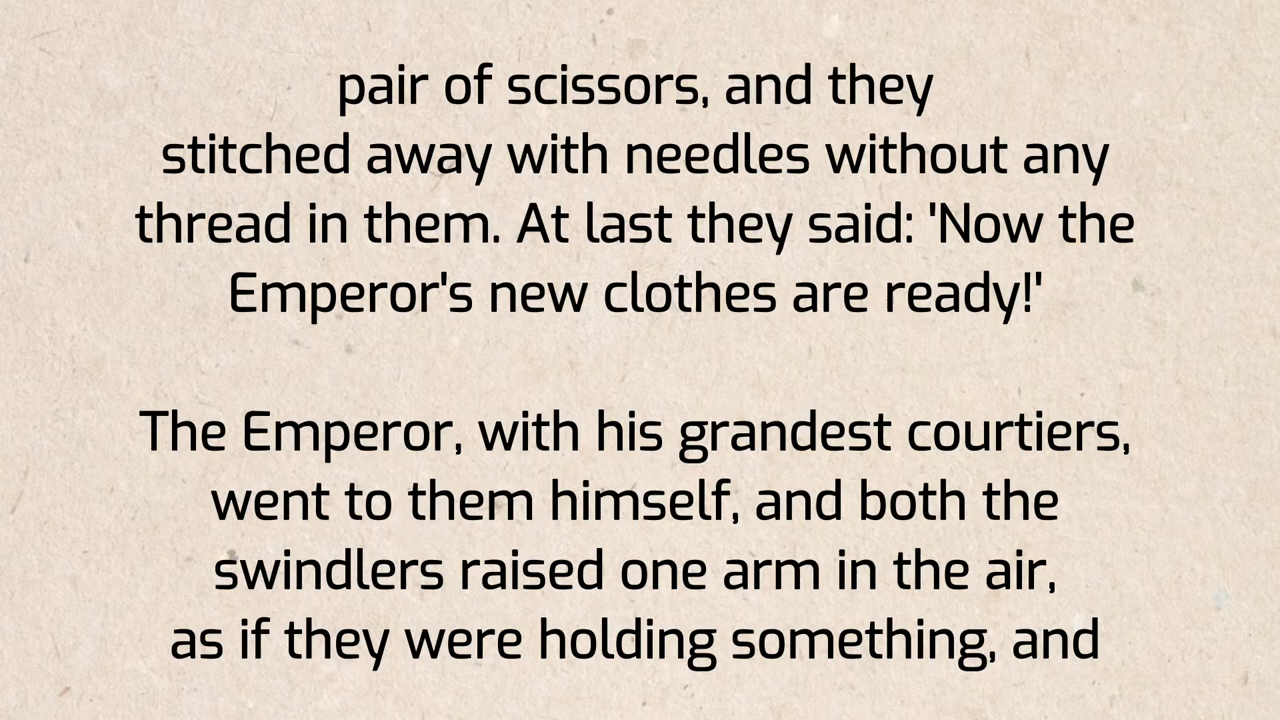 pair of scissors, and they
stitched away with needles without any
thread in them. At last they said: 'Now the
Emperor's new clothes are ready!'
The Emperor, with his grandest courtiers,
went to them himself, and both the
swindlers raised one arm in the air,
as if they were holding something, and